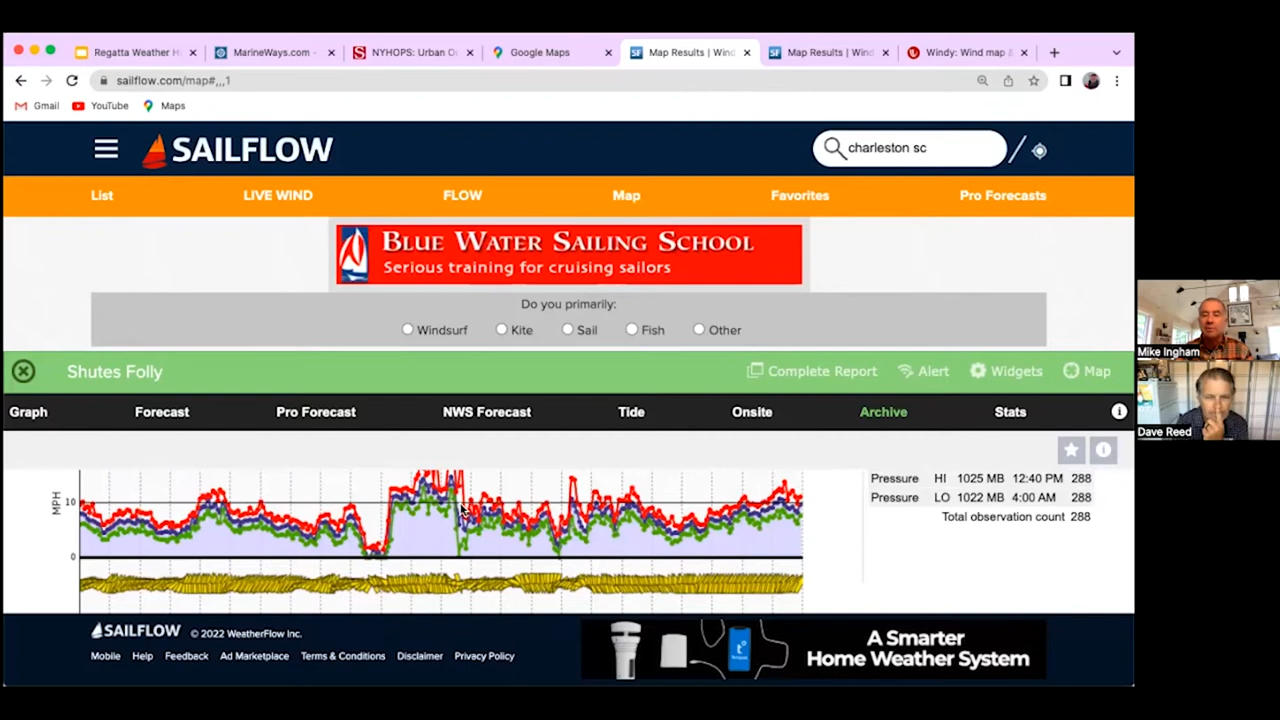 Regatta Weather H
MarineWays.com -
NYHOPS: Urban O
Google Maps
Map Results | Wind
Map Results | Wind
Windy: Wind map &
sailflow.com/map#,,,1
Gmail YouTube Maps
SAILFLOW
charleston sc
List LIVE WIND FLOW Map Favorites Pro Forecasts
BLUE WATER SAILING SCHOOL
Serious training for cruising sailors
Do you primarily:
Windsurf Kite Sail Fish Other
Shutes Folly
Complete Report Alert Widgets Map
Graph Forecast Pro Forecast NWS Forecast Tide Onsite Archive Stats
MPH
10
0
Pressure HI 1025 MB 12:40 PM 288
Pressure LO 1022 MB 4:00 AM 288
Total observation count 288
SAILFLOW © 2022 WeatherFlow Inc.
Mobile Help Feedback Ad Marketplace Terms & Conditions Disclaimer Privacy Policy
A Smarter
Home Weather System
Mike Ingham
Dave Reed